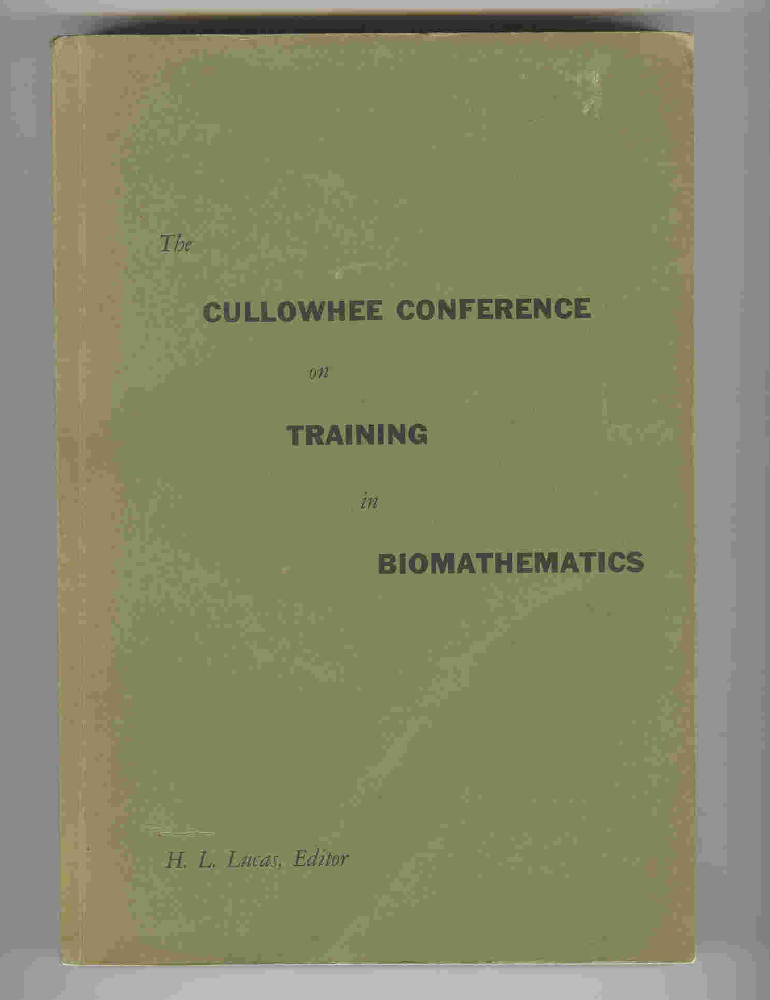 The
CULLOWHEE CONFERENCE
on
TRAINING
in
BIOMATHEMATICS
H. L. Lucas, Editor